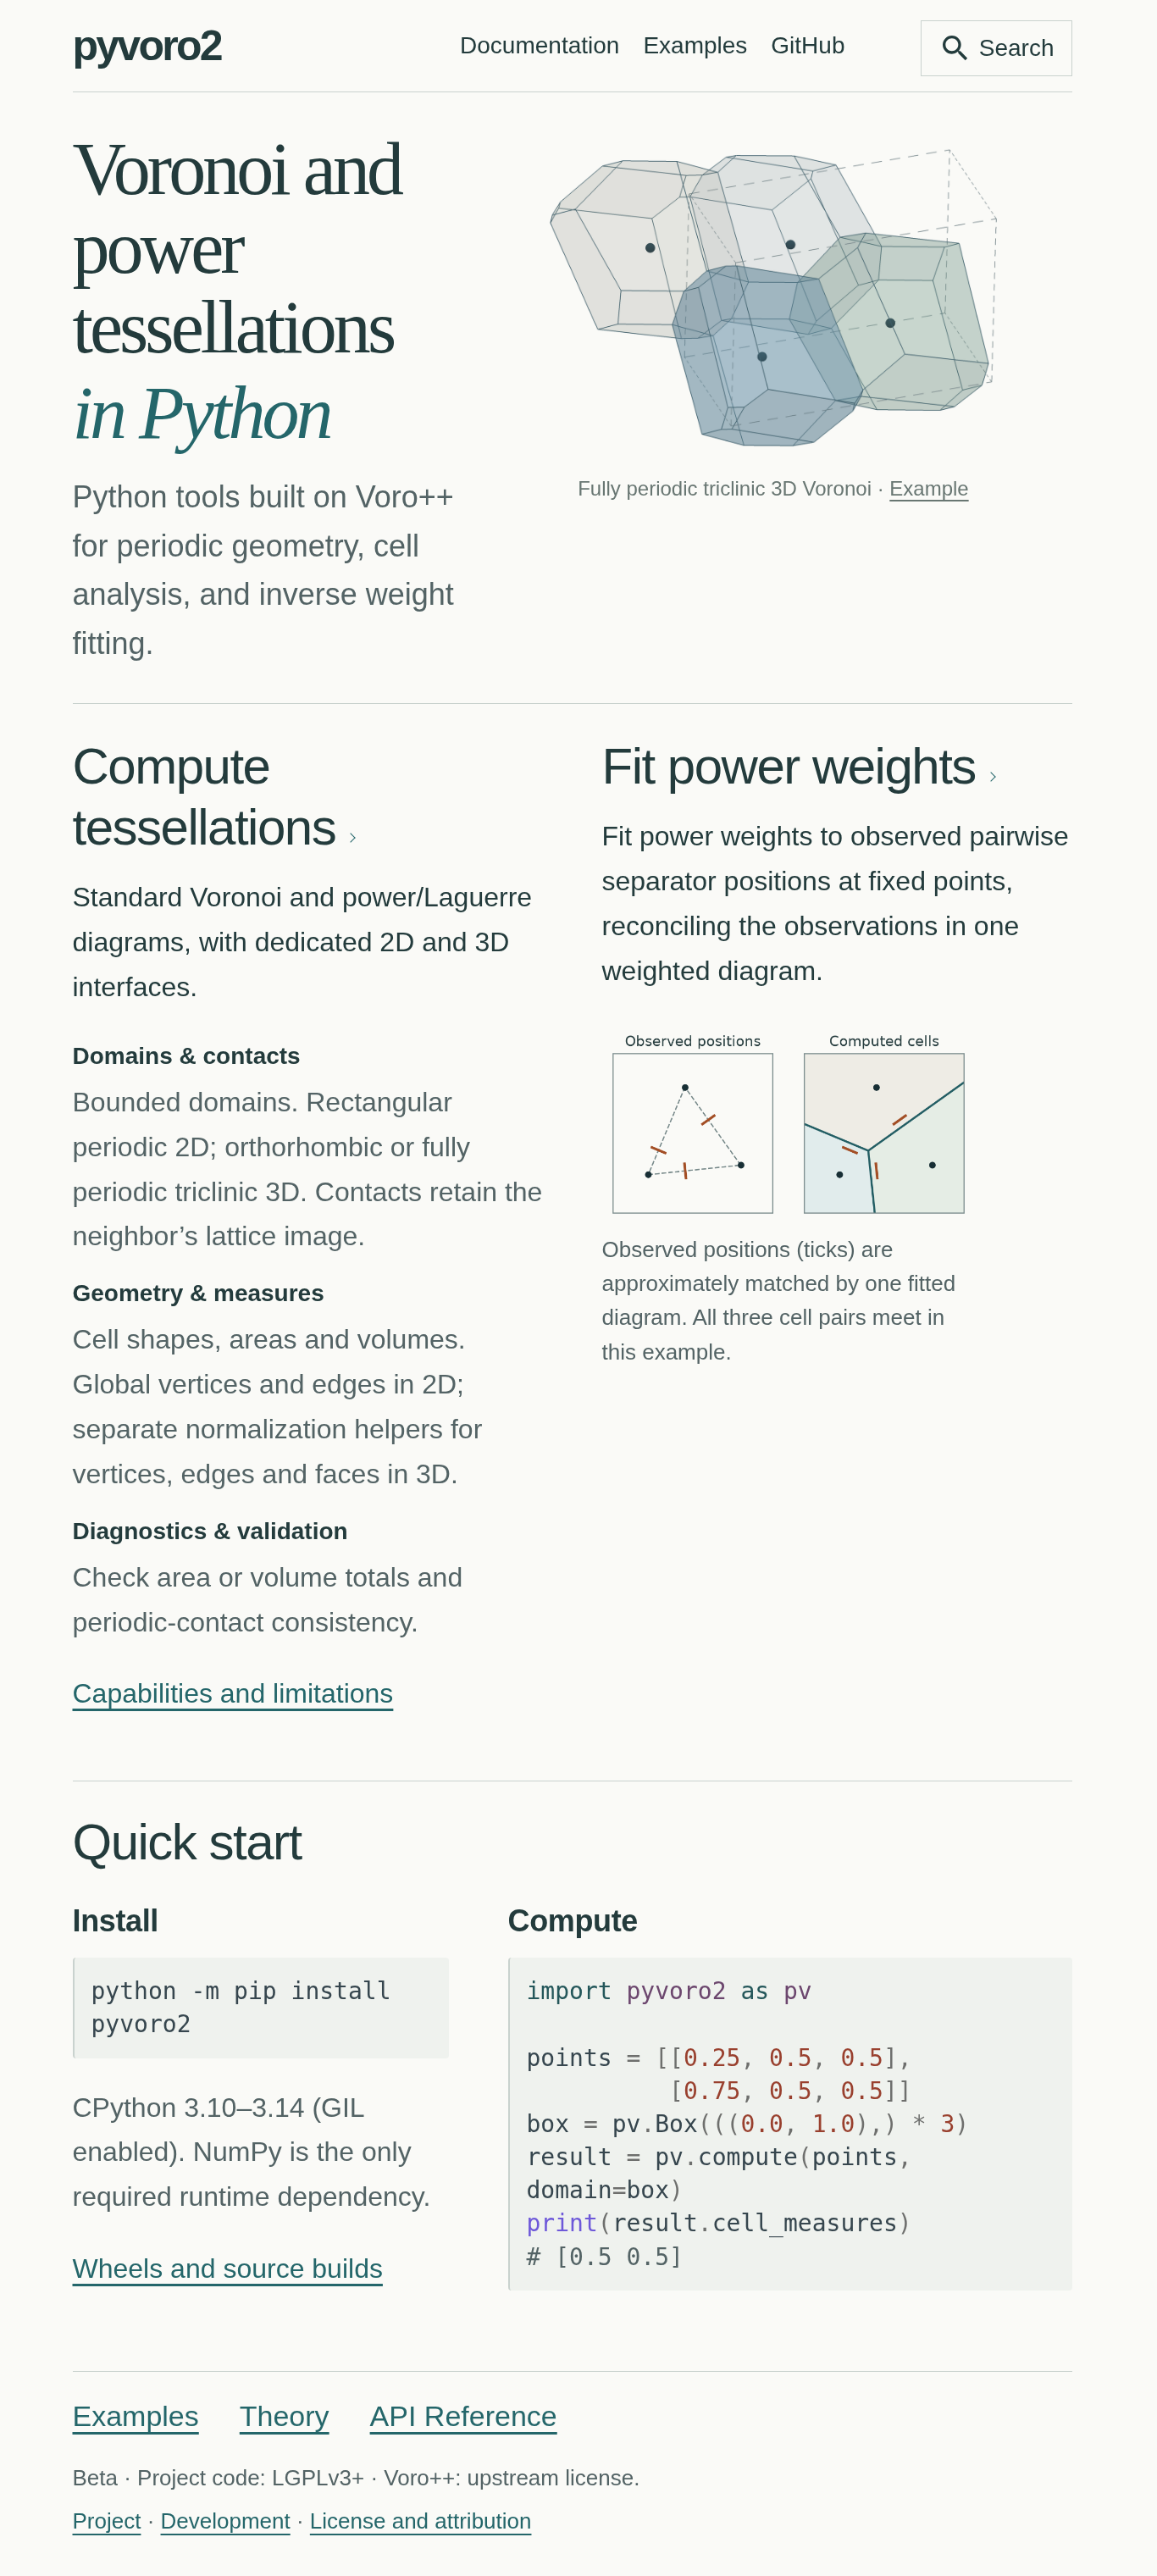 pyvoro2
Documentation Examples GitHub Search
Voronoi and
power
tessellations
in Python
Python tools built on Voro++
for periodic geometry, cell
analysis, and inverse weight
fitting.
Fully periodic triclinic 3D Voronoi · Example
Compute
tessellations ›
Standard Voronoi and power/Laguerre
diagrams, with dedicated 2D and 3D
interfaces.
Domains & contacts
Bounded domains. Rectangular
periodic 2D; orthorhombic or fully
periodic triclinic 3D. Contacts retain the
neighbor’s lattice image.
Geometry & measures
Cell shapes, areas and volumes.
Global vertices and edges in 2D;
separate normalization helpers for
vertices, edges and faces in 3D.
Diagnostics & validation
Check area or volume totals and
periodic-contact consistency.
Capabilities and limitations
Fit power weights ›
Fit power weights to observed pairwise
separator positions at fixed points,
reconciling the observations in one
weighted diagram.
Observed positions
Computed cells
Observed positions (ticks) are
approximately matched by one fitted
diagram. All three cell pairs meet in
this example.
Quick start
Install
python -m pip install
pyvoro2
CPython 3.10–3.14 (GIL
enabled). NumPy is the only
required runtime dependency.
Wheels and source builds
Compute
import pyvoro2 as pv
points = [[0.25, 0.5, 0.5],
          [0.75, 0.5, 0.5]]
box = pv.Box(((0.0, 1.0),) * 3)
result = pv.compute(points,
domain=box)
print(result.cell_measures)
# [0.5 0.5]
Examples Theory API Reference
Beta · Project code: LGPLv3+ · Voro++: upstream license.
Project · Development · License and attribution